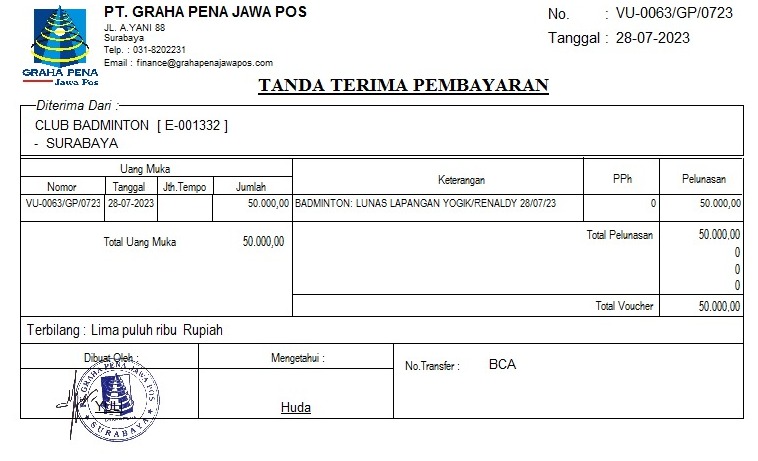 PT. GRAHA PENA JAWA POS
JL. A.YANI 88
Surabaya
Telp. : 031-8202231
Email : finance@grahapenajawapos.com
GRAHA PENA
Jawa Pos
No. : VU-0063/GP/0723
Tanggal : 28-07-2023
TANDA TERIMA PEMBAYARAN
Diterima Dari :
CLUB BADMINTON [ E-001332 ]
- SURABAYA
Uang Muka Keterangan PPh Pelunasan
Nomor Tanggal Jth.Tempo Jumlah
VU-0063/GP/0723 28-07-2023 50.000,00 BADMINTON: LUNAS LAPANGAN YOGIK/RENALDY 28/07/23 0 50.000,00
Total Uang Muka 50.000,00 Total Pelunasan 50.000,00
0
0
0
Total Voucher 50.000,00
Terbilang : Lima puluh ribu Rupiah
Dibuat Oleh : Mengetahui : No.Transfer : BCA
GRAHA PENA JAWA POS
SURABAYA
Huda